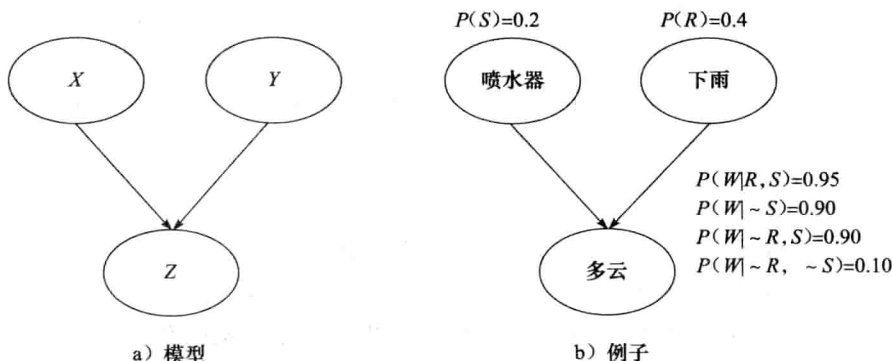 P(S)=0.2
P(R)=0.4
X
Y
喷水器
下雨
P(W|R,S)=0.95
P(W|~S)=0.90
P(W|~R,S)=0.90
P(W|~R, ~S)=0.10
Z
多云
a）模型
b）例子